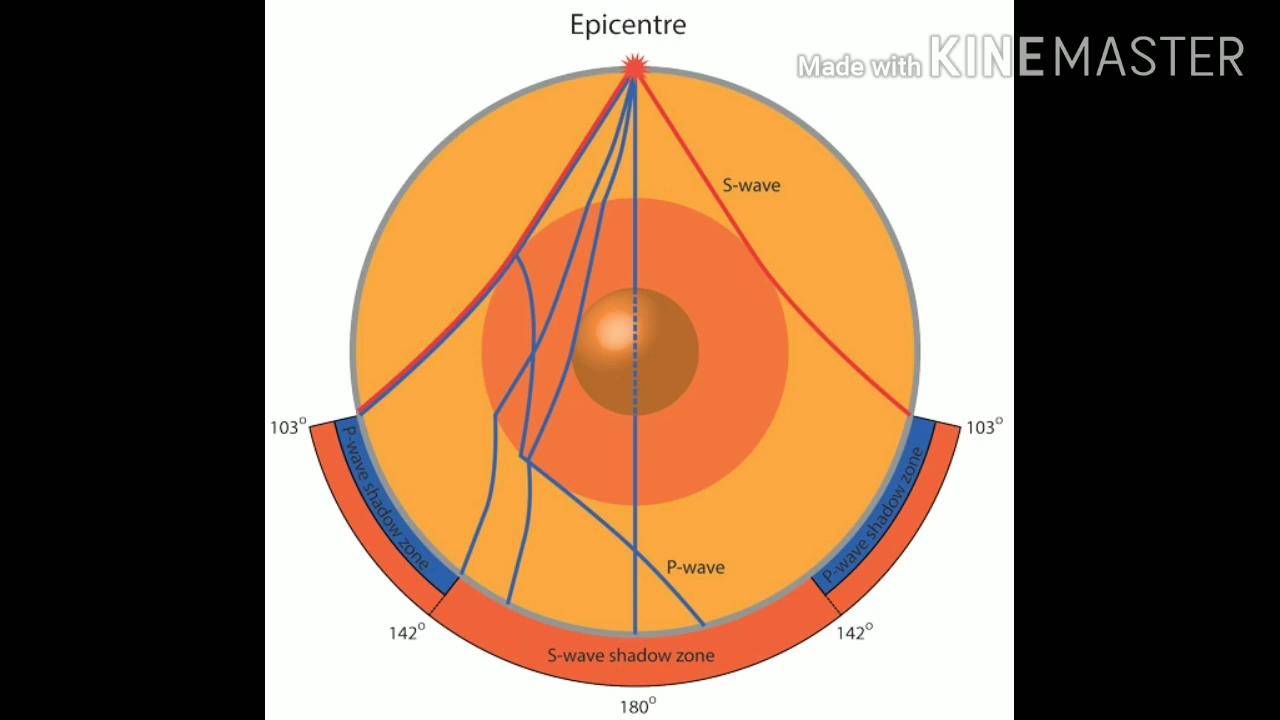 Epicentre
Made with KINEMASTER
S-wave
103°
103°
P-wave shadow zone
P-wave shadow zone
P-wave
142°
142°
S-wave shadow zone
180°